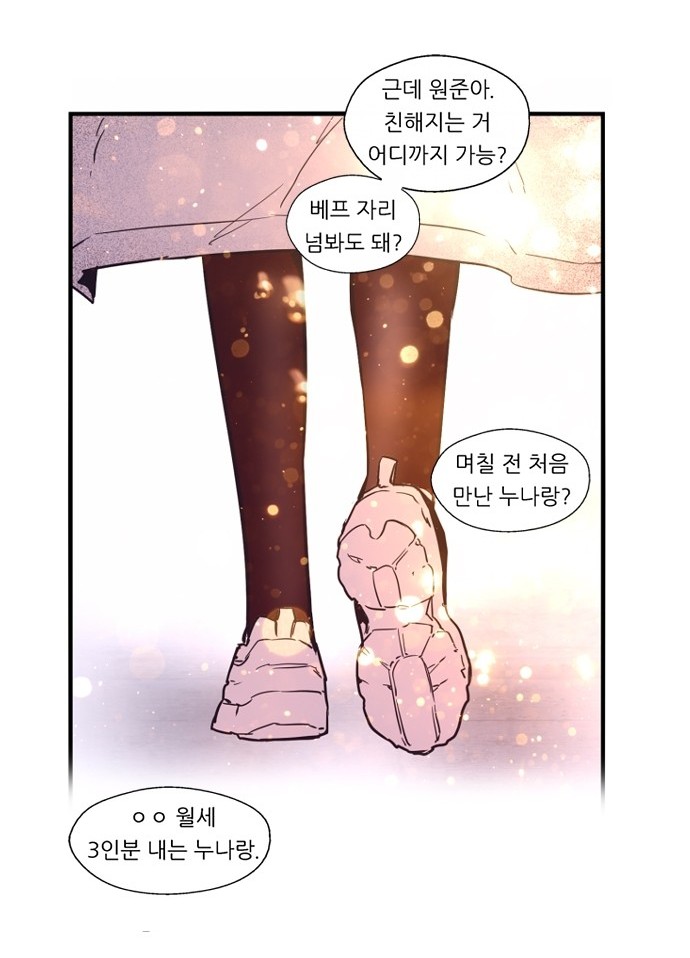 근데 원준아.
친해지는 거
어디까지 가능?
베프 자리
넘봐도 돼?
며칠 전 처음
만난 누나랑?
ㅇㅇ 월세
3인분 내는 누나랑.